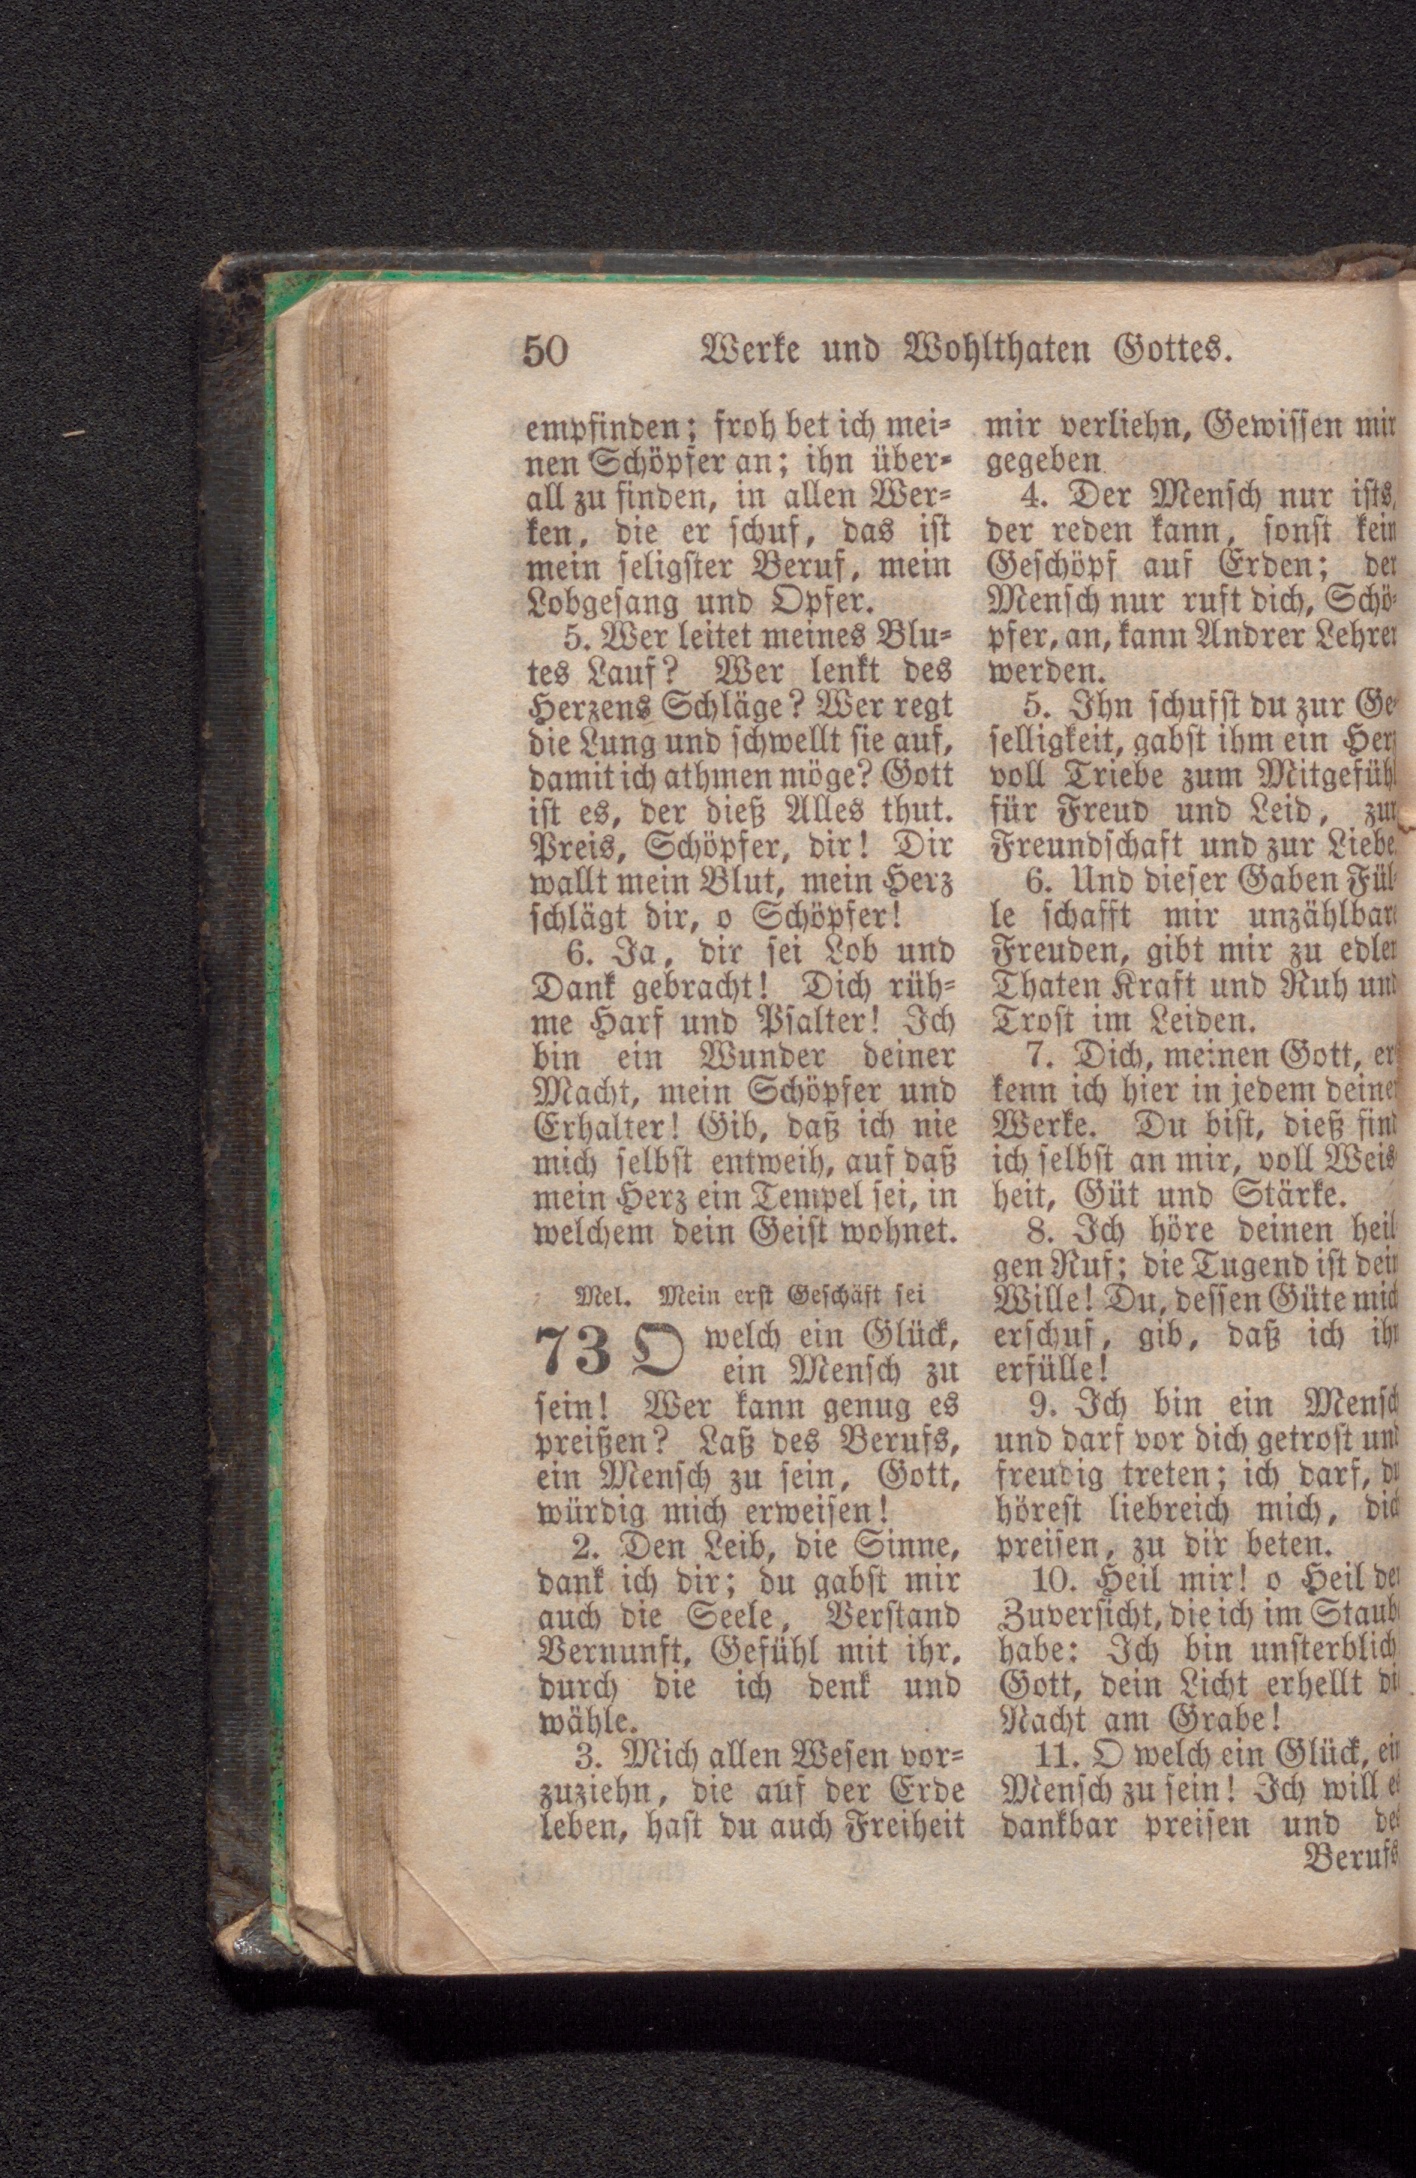 50 Werke und Wohlthaten Gottes.
empfinden; froh bet ich mei-
nen Schöpfer an; ihn über-
all zu finden, in allen Wer-
ken, die er schuf, das ist
mein seligster Beruf, mein
Lobgesang und Opfer.
5. Wer leitet meines Blu-
tes Lauf? Wer lenkt des
Herzens Schläge? Wer regt
die Lung und schwellt sie auf,
damit ich athmen möge? Gott
ist es, der dieß Alles thut.
Preis, Schöpfer, dir! Dir
wallt mein Blut, mein Herz
schlägt dir, o Schöpfer!
6. Ja, dir sei Lob und
Dank gebracht! Dich rüh-
me Harf und Psalter! Ich
bin ein Wunder deiner
Macht, mein Schöpfer und
Erhalter! Gib, daß ich nie
mich selbst entweih, auf daß
mein Herz ein Tempel sei, in
welchem dein Geist wohnet.
Mel. Mein erst Geschäft sei
73 O welch ein Glück,
ein Mensch zu
sein! Wer kann genug es
preißen? Laß des Berufs,
ein Mensch zu sein, Gott,
würdig mich erweisen!
2. Den Leib, die Sinne,
dank ich dir; du gabst mir
auch die Seele, Verstand
Vernunft, Gefühl mit ihr,
durch die ich denk und
wähle.
3. Mich allen Wesen vor-
zuziehn, die auf der Erde
leben, hast du auch Freiheit
mir verliehn, Gewissen mir
gegeben
4. Der Mensch nur ists,
der reden kann, sonst kein
Geschöpf auf Erden; der
Mensch nur ruft dich, Schö-
pfer, an, kann Andrer Lehrer
werden.
5. Ihn schufst du zur Ge-
selligkeit, gabst ihm ein Herz
voll Triebe zum Mitgefühl
für Freud und Leid, zur
Freundschaft und zur Liebe.
6. Und dieser Gaben Fül-
le schafft mir unzählbare
Freuden, gibt mir zu edlen
Thaten Kraft und Ruh und
Trost im Leiden.
7. Dich, meinen Gott, er
kenn ich hier in jedem deiner
Werke. Du bist, dieß find
ich selbst an mir, voll Weis
heit, Güt und Stärke.
8. Ich höre deinen heil
gen Ruf; die Tugend ist dein
Wille! Du, dessen Güte mich
erschuf, gib, daß ich ihn
erfülle!
9. Ich bin ein Mensch
und darf vor dich getrost und
freudig treten; ich darf, du
hörest liebreich mich, dich
preisen, zu dir beten.
10. Heil mir! o Heil der
Zuversicht, die ich im Staube
habe: Ich bin unsterblich
Gott, dein Licht erhellt die
Nacht am Grabe!
11. O welch ein Glück, ein
Mensch zu sein! Ich will es
dankbar preisen und des
Berufs